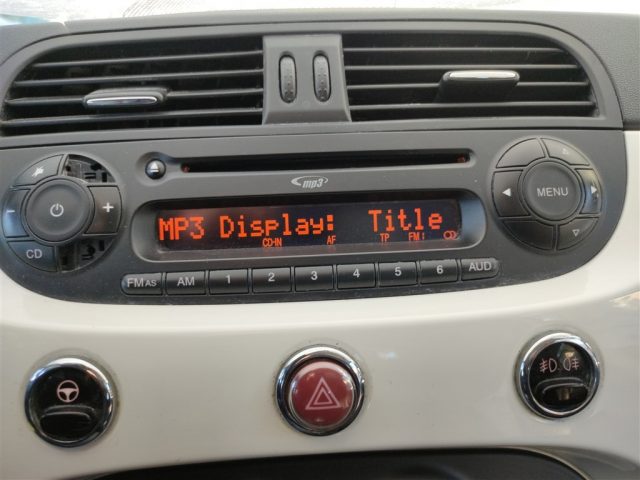 mp3
MP3 Display: Title
CD-IN AF TP FM I CD
MENU
CD
FM AS AM 1 2 3 4 5 6 AUD